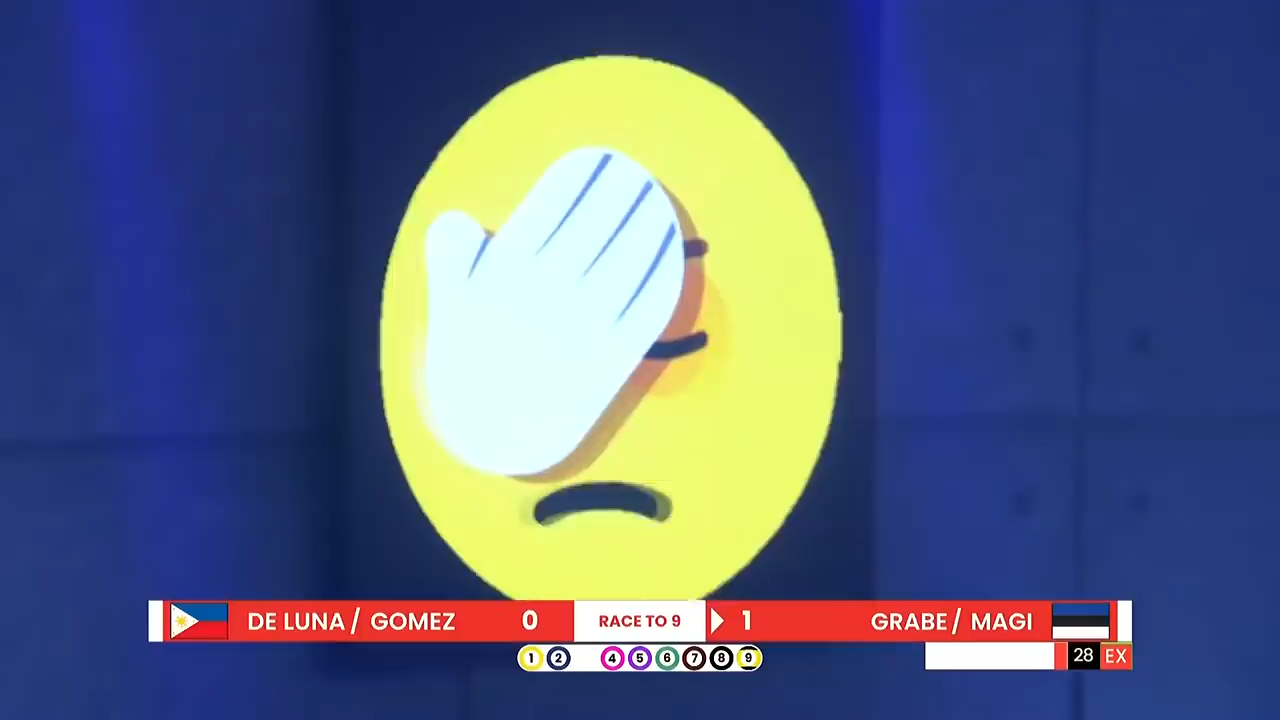 DE LUNA / GOMEZ 0 RACE TO 9 1 GRABE / MAGI
1 2 4 5 6 7 8 9 28 EX